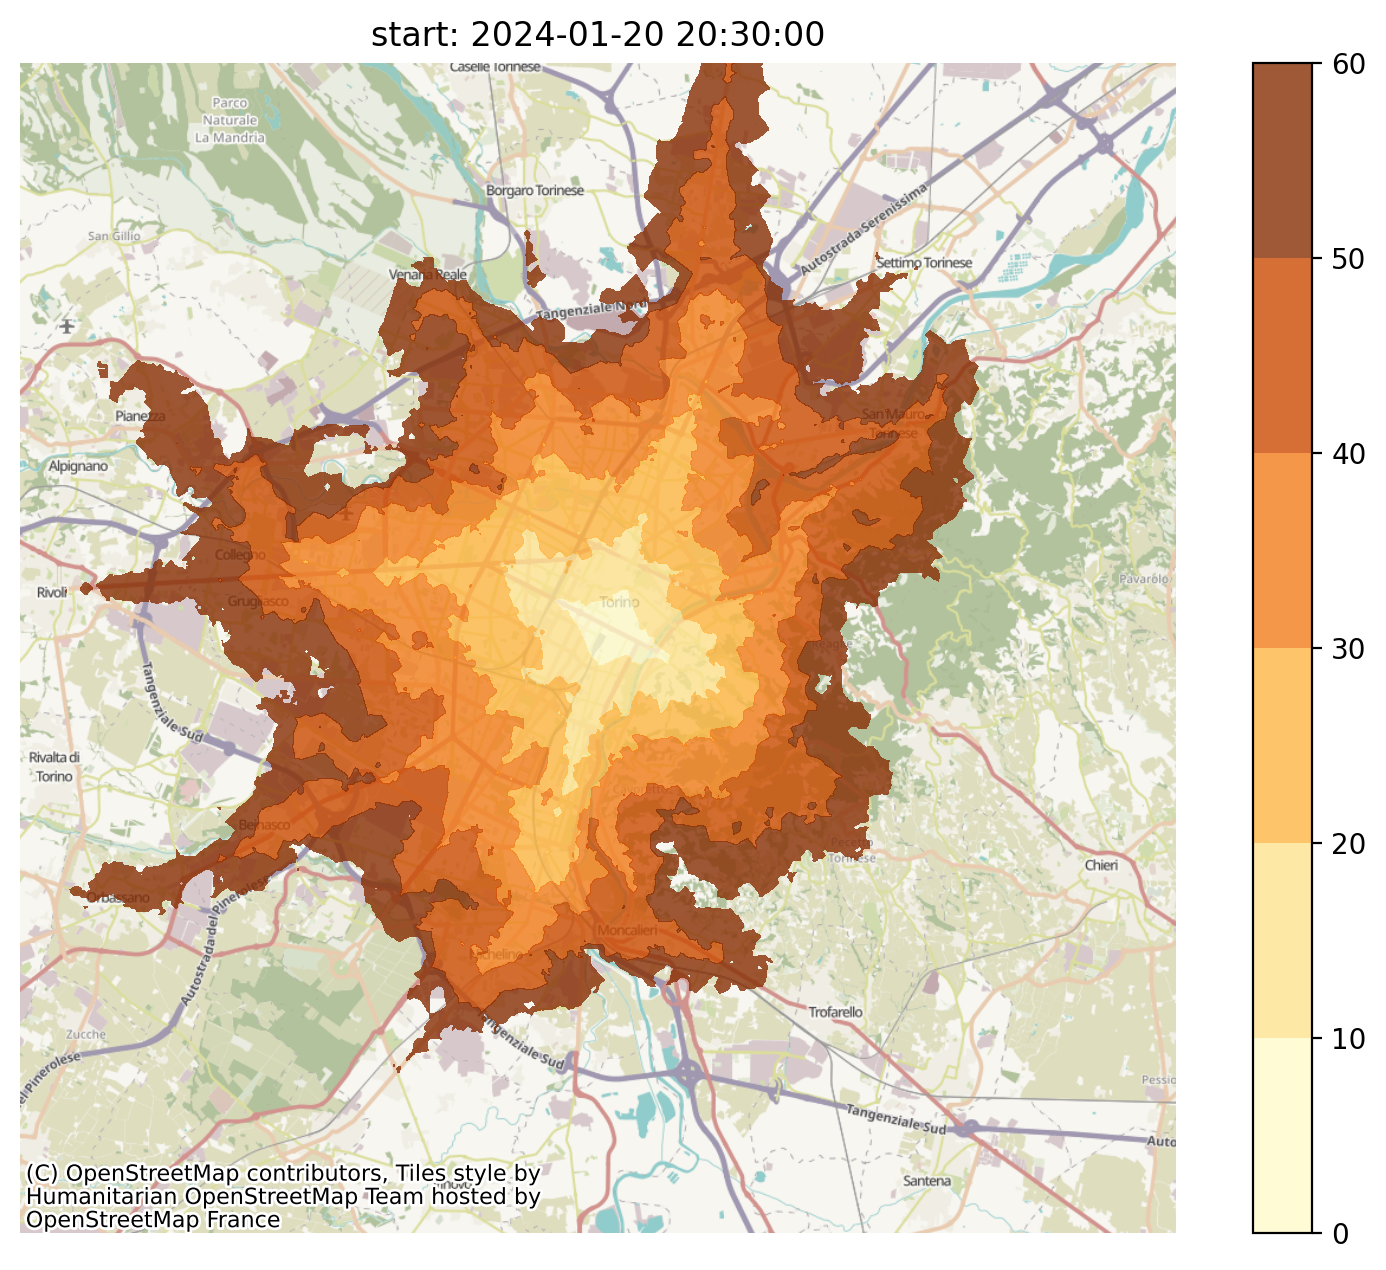 start: 2024-01-20 20:30:00
Caselle Torinese
Parco
Naturale
La Mandria
Borgaro Torinese
San Gillio
Autostrada Serenissima
Settimo Torinese
Venaria Reale
Tangenziale Nord
Pianezza
San Mauro
Torinese
Alpignano
Collegno
Pavarolo
Rivoli
Grugliasco
Torino
Tangenziale Sud
Rivalta di
Torino
Beinasco
Torinese
Chieri
Orbassano
Autostrada del Pinerolese
Moncalieri
Trofarello
Tangenziale Sud
Zucche
Pessio
Tangenziale Sud
Auto
Santena
(C) OpenStreetMap contributors, Tiles style by
Humanitarian OpenStreetMap Team hosted by
OpenStreetMap France
60
50
40
30
20
10
0